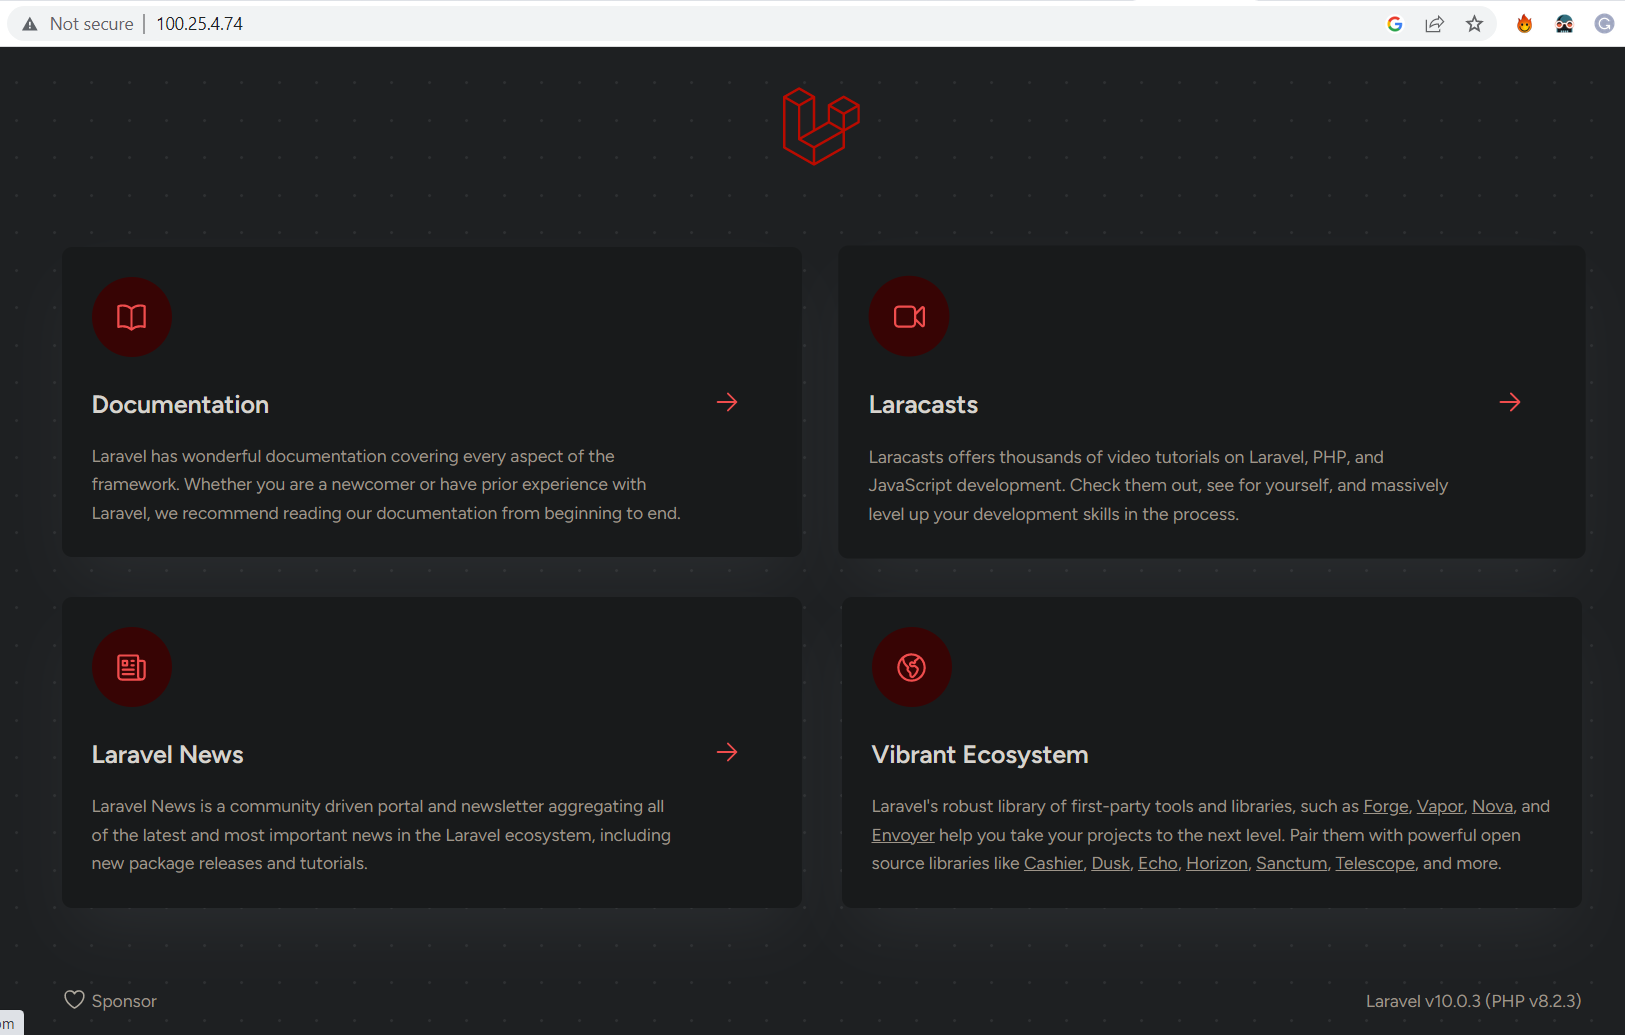 Not secure | 100.25.4.74
Documentation
Laravel has wonderful documentation covering every aspect of the
framework. Whether you are a newcomer or have prior experience with
Laravel, we recommend reading our documentation from beginning to end.
Laracasts
Laracasts offers thousands of video tutorials on Laravel, PHP, and
JavaScript development. Check them out, see for yourself, and massively
level up your development skills in the process.
Laravel News
Laravel News is a community driven portal and newsletter aggregating all
of the latest and most important news in the Laravel ecosystem, including
new package releases and tutorials.
Vibrant Ecosystem
Laravel's robust library of first-party tools and libraries, such as Forge, Vapor, Nova, and
Envoyer help you take your projects to the next level. Pair them with powerful open
source libraries like Cashier, Dusk, Echo, Horizon, Sanctum, Telescope, and more.
Sponsor
Laravel v10.0.3 (PHP v8.2.3)